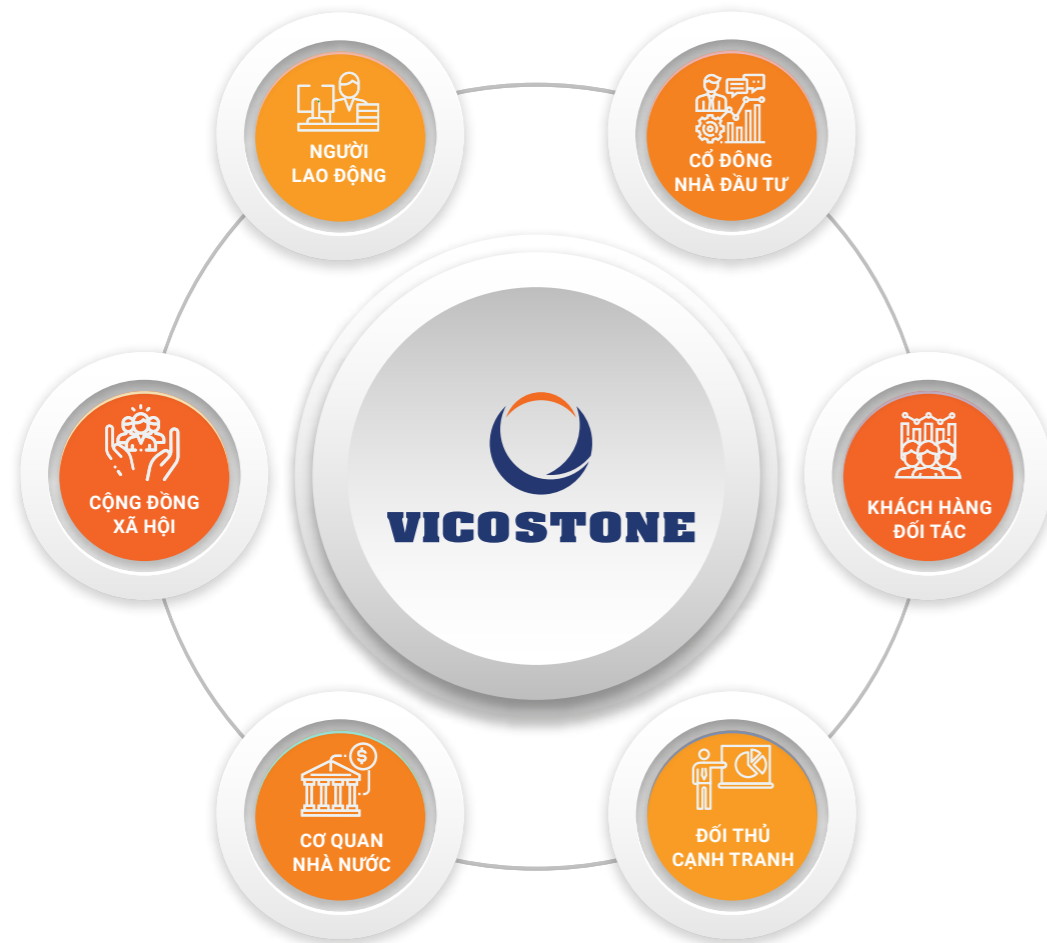 NGƯỜI
LAO ĐỘNG
CỔ ĐÔNG
NHÀ ĐẦU TƯ
CỘNG ĐỒNG
XÃ HỘI
VICOSTONE
KHÁCH HÀNG
ĐỐI TÁC
CƠ QUAN
NHÀ NƯỚC
ĐỐI THỦ
CẠNH TRANH